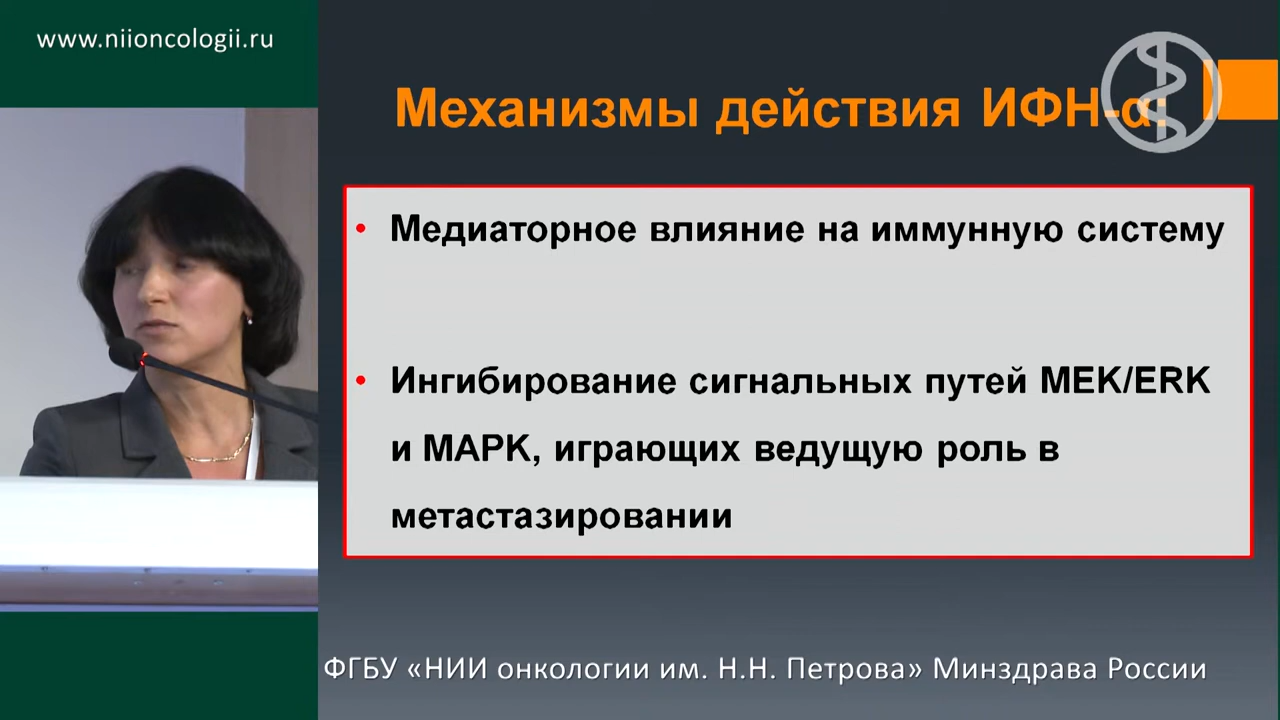 www.niioncologii.ru
Механизмы действия ИФН-α:
• Медиаторное влияние на иммунную систему
• Ингибирование сигнальных путей MEK/ERK
и MAPK, играющих ведущую роль в
метастазировании
ФГБУ «НИИ онкологии им. Н.Н. Петрова» Минздрава России